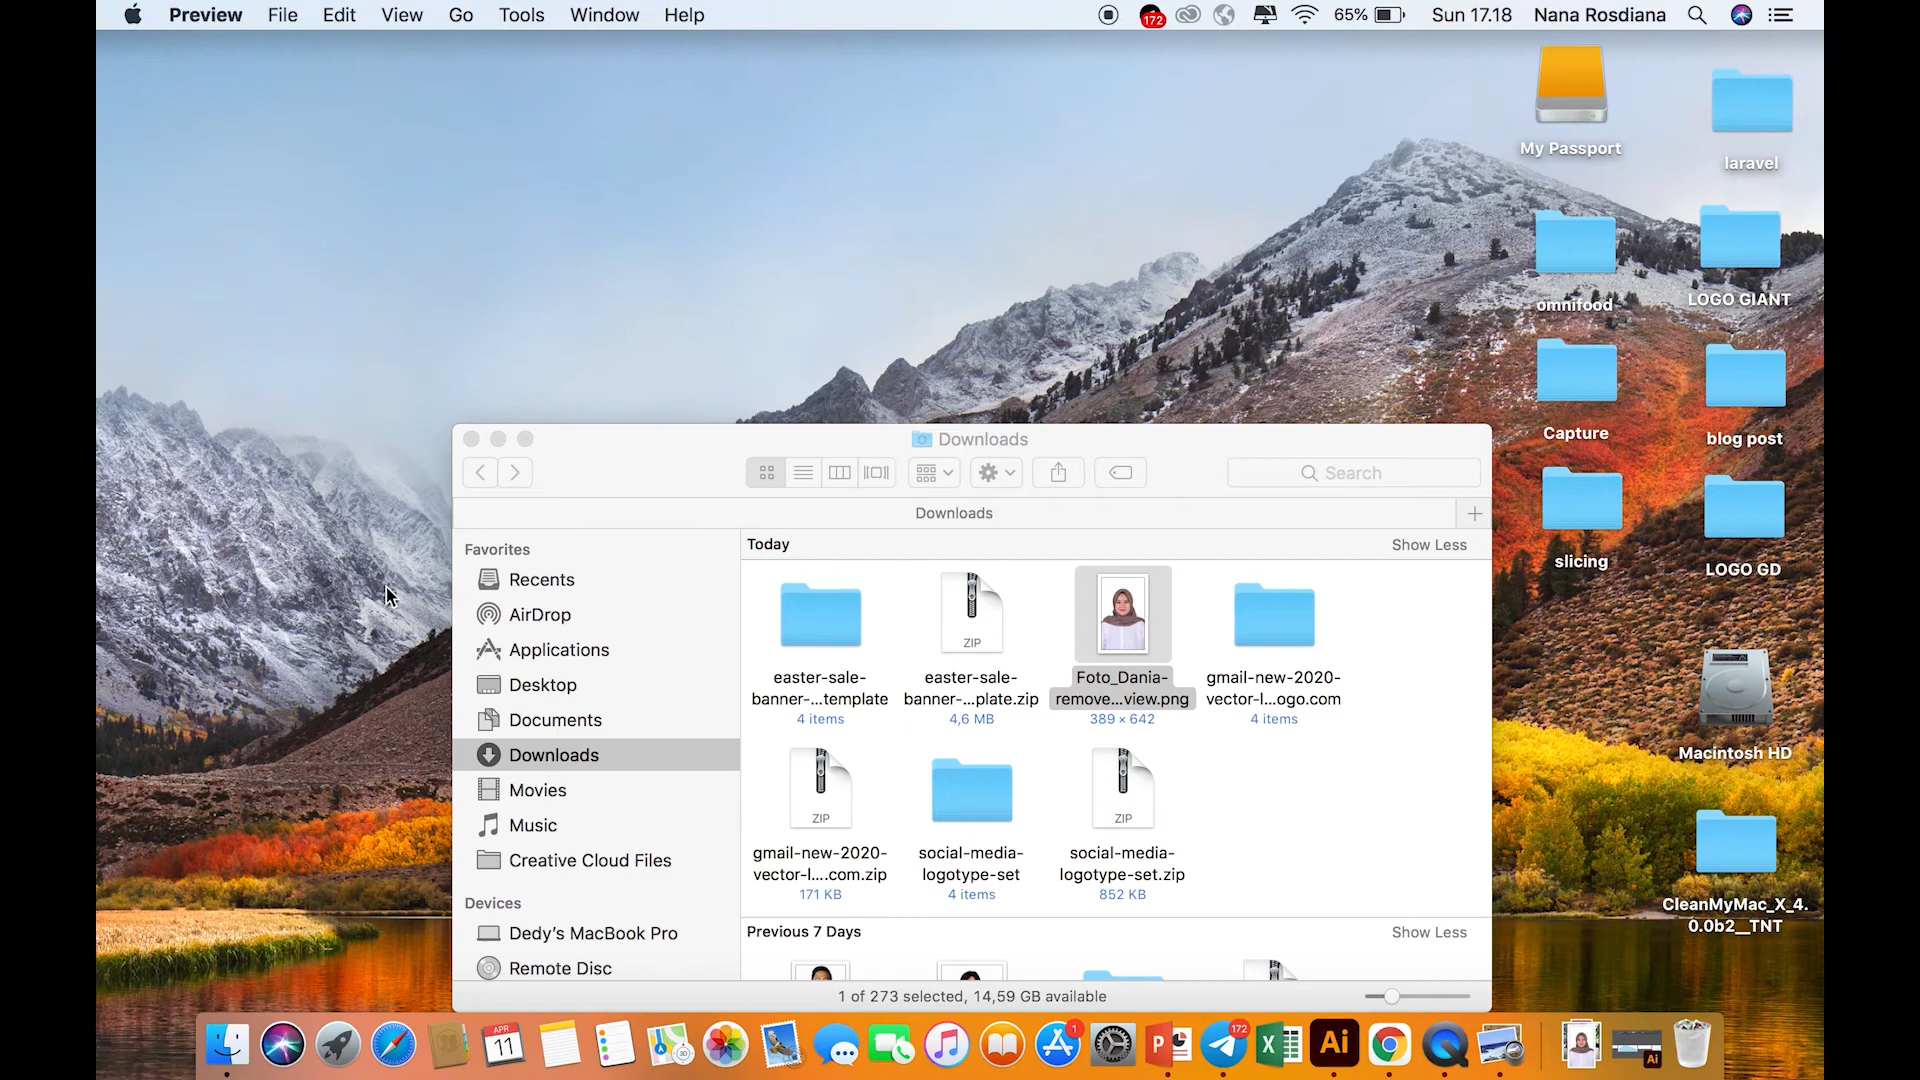 Preview File Edit View Go Tools Window Help 172 65% Sun 17.18 Nana Rosdiana
My Passport
laravel
omnifood
LOGO GIANT
Capture
blog post
slicing
LOGO GD
Macintosh HD
CleanMyMac_X_4.
0.0b2__TNT
Downloads
Search
Downloads
Favorites
Recents
AirDrop
Applications
Desktop
Documents
Downloads
Movies
Music
Creative Cloud Files
Devices
Dedy's MacBook Pro
Remote Disc
Today Show Less
ZIP
easter-sale-
banner-...template
4 items
easter-sale-
banner-...plate.zip
4,6 MB
Foto_Dania-
remove...view.png
389 × 642
gmail-new-2020-
vector-l...ogo.com
4 items
ZIP
ZIP
gmail-new-2020-
vector-l....com.zip
171 KB
social-media-
logotype-set
4 items
social-media-
logotype-set.zip
852 KB
Previous 7 Days Show Less
1 of 273 selected, 14,59 GB available
APR
11
3D
1
P
172
X
Ai
Ai